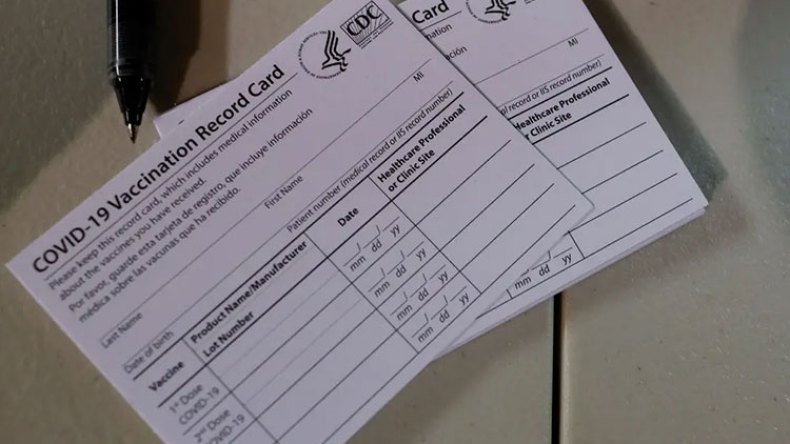 COVID-19 Vaccination Record Card
CDC
Please keep this record card, which includes medical information
about the vaccines you have received.
Por favor, guarde esta tarjeta de registro, que incluye información
médica sobre las vacunas que ha recibido.
Last Name
First Name
MI
Date of birth
Patient number (medical record or IIS record number)
Vaccine
Product Name/Manufacturer
Lot Number
Date
Healthcare Professional
or Clinic Site
1st Dose
COVID-19
/ /
mm dd yy
2nd Dose
COVID-19
/ /
mm dd yy
/ /
mm dd yy
/ /
mm dd yy
Card
CDC
MI
record or IIS record number)
Healthcare Professional
Clinic Site
/ /
mm dd yy